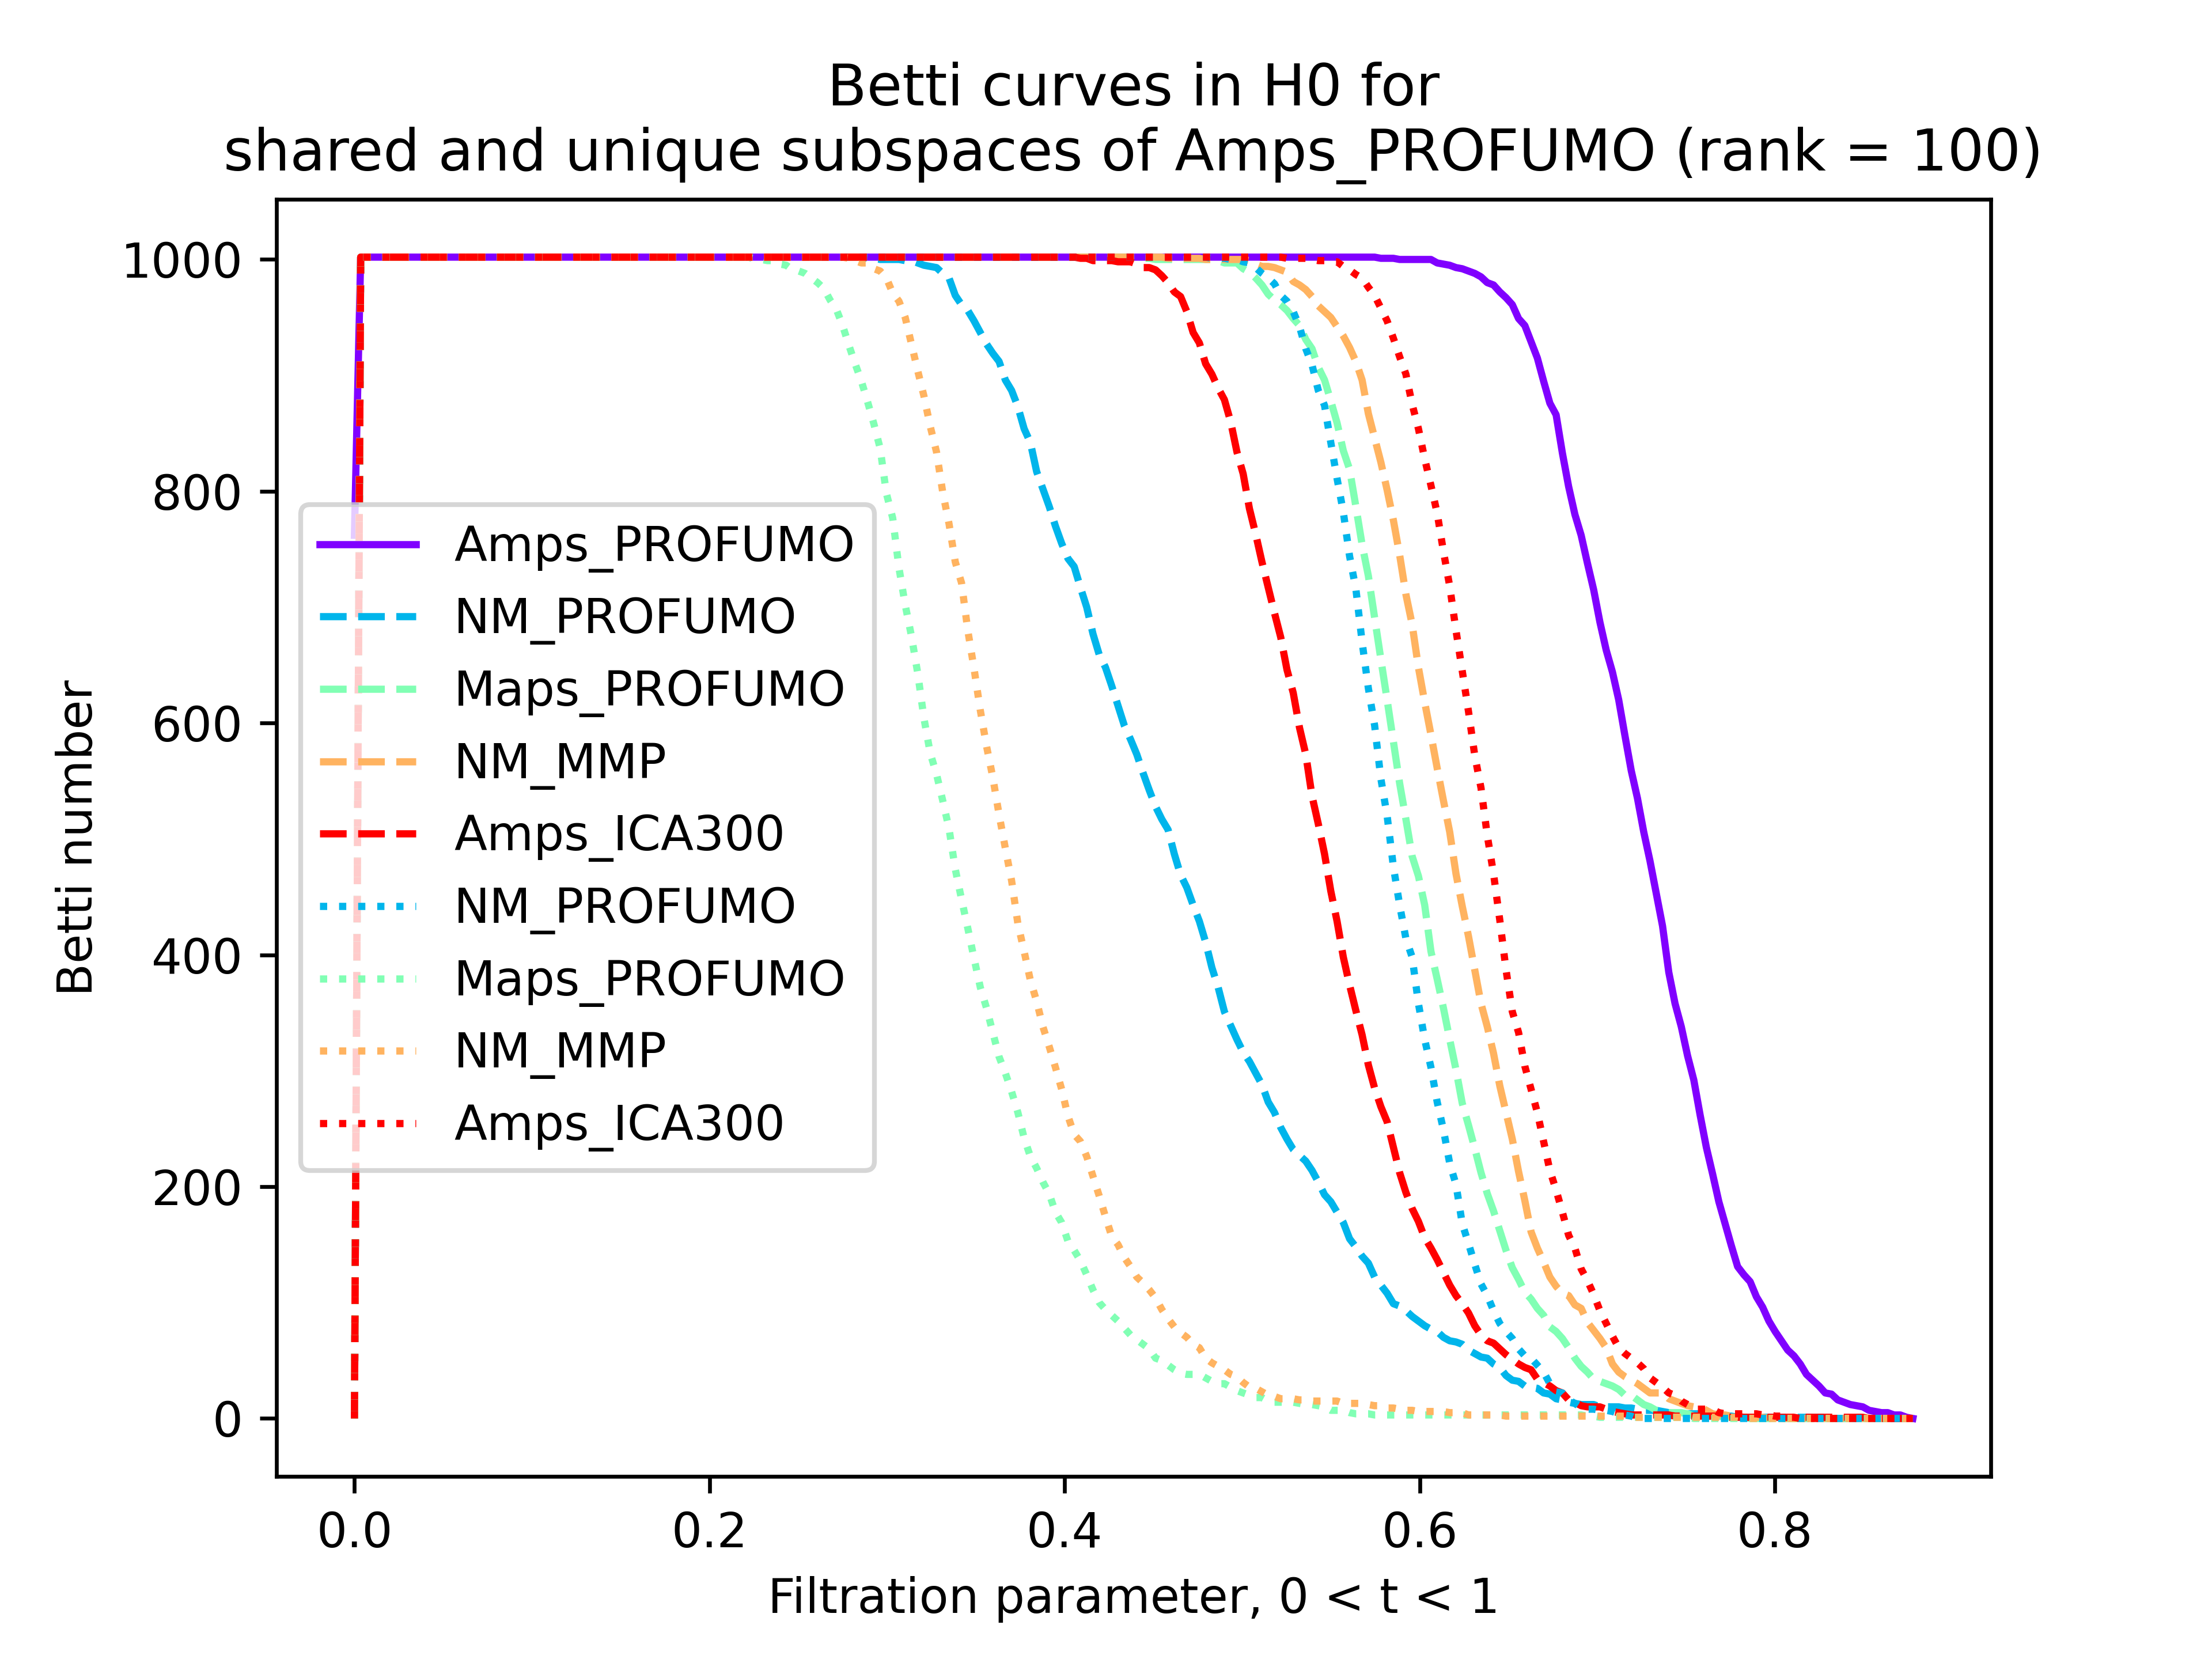 Betti curves in H0 for
shared and unique subspaces of Amps_PROFUMO (rank = 100)
1000
800
600
400
200
0
Betti number
Amps_PROFUMO
NM_PROFUMO
Maps_PROFUMO
NM_MMP
Amps_ICA300
NM_PROFUMO
Maps_PROFUMO
NM_MMP
Amps_ICA300
0.0 0.2 0.4 0.6 0.8
Filtration parameter, 0 < t < 1